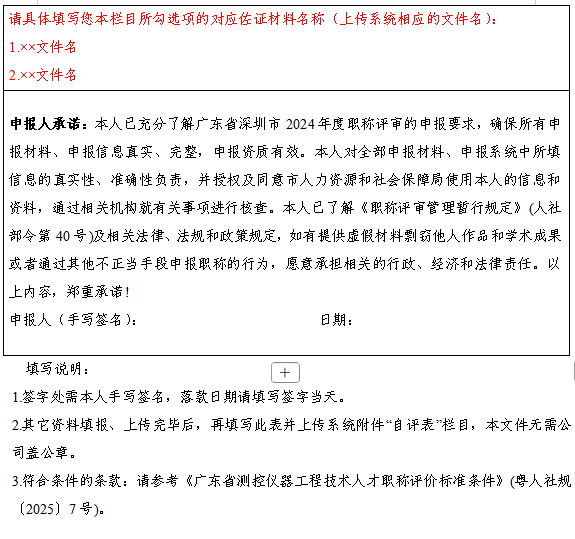 请具体填写您本栏目所勾选项的对应佐证材料名称（上传系统相应的文件名）：
1.××文件名
2.××文件名
申报人承诺：本人已充分了解广东省深圳市 2024 年度职称评审的申报要求，确保所有申
报材料、申报信息真实、完整，申报资质有效。本人对全部申报材料、申报系统中所填
信息的真实性、准确性负责，并授权及同意市人力资源和社会保障局使用本人的信息和
资料，通过相关机构就有关事项进行核查。本人已了解《职称评审管理暂行规定》(人社
部令第 40 号)及相关法律、法规和政策规定，如有提供虚假材料剽窃他人作品和学术成果
或者通过其他不正当手段申报职称的行为，愿意承担相关的行政、经济和法律责任。以
上内容，郑重承诺!
申报人（手写签名）： 日期：
填写说明：
1.签字处需本人手写签名，落款日期请填写签字当天。
2.其它资料填报、上传完毕后，再填写此表并上传系统附件“自评表”栏目，本文件无需公
司盖公章。
3.符合条件的条款：请参考《广东省测控仪器工程技术人才职称评价标准条件》(粤人社规
〔2025〕7 号)。